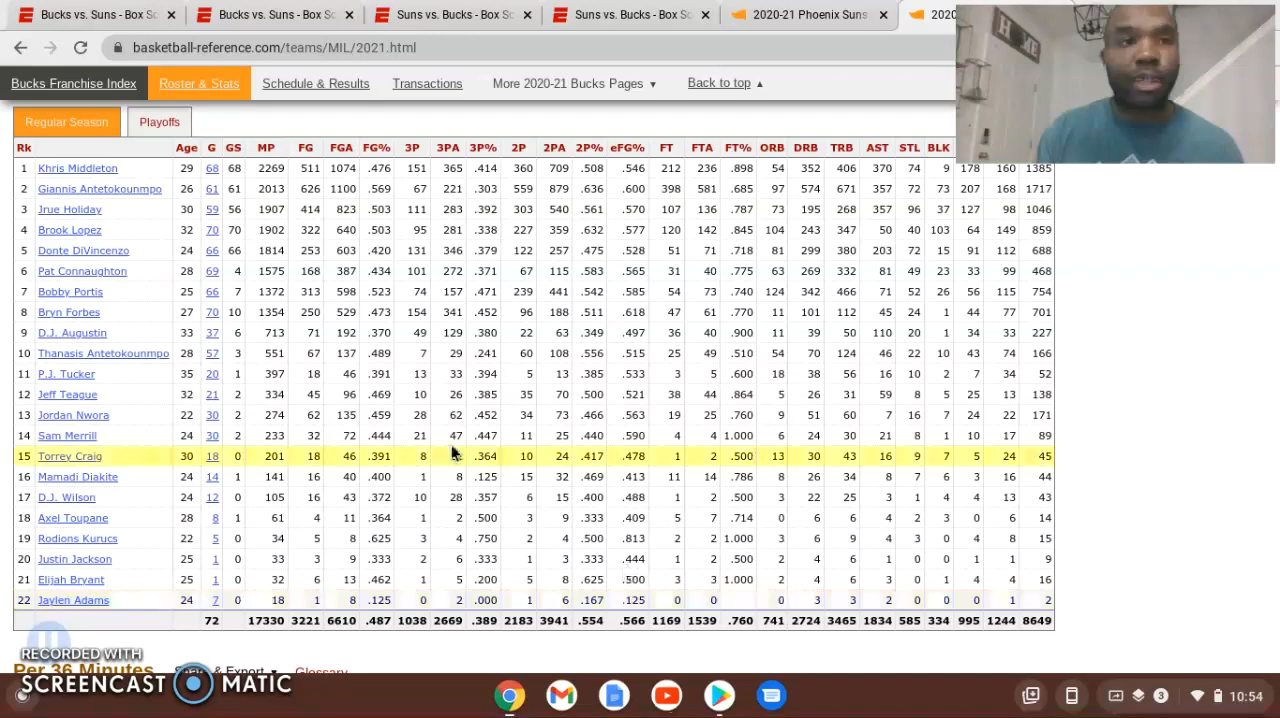 Bucks vs. Suns - Box Sc
Bucks vs. Suns - Box Sc
Suns vs. Bucks - Box Sc
Suns vs. Bucks - Box Sc
2020-21 Phoenix Suns
basketball-reference.com/teams/MIL/2021.html
HOME
Bucks Franchise Index Roster & Stats Schedule & Results Transactions More 2020-21 Bucks Pages ▼ Back to top ▲
Regular Season Playoffs
Rk Age G GS MP FG FGA FG% 3P 3PA 3P% 2P 2PA 2P% eFG% FT FTA FT% ORB DRB TRB AST STL BLK
1 Khris Middleton 29 68 68 2269 511 1074 .476 151 365 .414 360 709 .508 .546 212 236 .898 54 352 406 370 74 9 178 160 1385
2 Giannis Antetokounmpo 26 61 61 2013 626 1100 .569 67 221 .303 559 879 .636 .600 398 581 .685 97 574 671 357 72 73 207 168 1717
3 Jrue Holiday 30 59 56 1907 414 823 .503 111 283 .392 303 540 .561 .570 107 136 .787 73 195 268 357 96 37 127 98 1046
4 Brook Lopez 32 70 70 1902 322 640 .503 95 281 .338 227 359 .632 .577 120 142 .845 104 243 347 50 40 103 64 149 859
5 Donte DiVincenzo 24 66 66 1814 253 603 .420 131 346 .379 122 257 .475 .528 51 71 .718 81 299 380 203 72 15 91 112 688
6 Pat Connaughton 28 69 4 1575 168 387 .434 101 272 .371 67 115 .583 .565 31 40 .775 63 269 332 81 49 23 33 99 468
7 Bobby Portis 25 66 7 1372 313 598 .523 74 157 .471 239 441 .542 .585 54 73 .740 124 342 466 71 52 26 56 115 754
8 Bryn Forbes 27 70 10 1354 250 529 .473 154 341 .452 96 188 .511 .618 47 61 .770 11 101 112 45 24 1 44 77 701
9 D.J. Augustin 33 37 6 713 71 192 .370 49 129 .380 22 63 .349 .497 36 40 .900 11 39 50 110 20 1 34 33 227
10 Thanasis Antetokounmpo 28 57 3 551 67 137 .489 7 29 .241 60 108 .556 .515 25 49 .510 54 70 124 46 22 10 43 74 166
11 P.J. Tucker 35 20 1 397 18 46 .391 13 33 .394 5 13 .385 .533 3 5 .600 18 38 56 16 10 2 7 34 52
12 Jeff Teague 32 21 2 334 45 96 .469 10 26 .385 35 70 .500 .521 38 44 .864 5 26 31 59 8 5 25 13 138
13 Jordan Nwora 22 30 2 274 62 135 .459 28 62 .452 34 73 .466 .563 19 25 .760 9 51 60 7 16 7 24 22 171
14 Sam Merrill 24 30 2 233 32 72 .444 21 47 .447 11 25 .440 .590 4 4 1.000 6 24 30 21 8 1 10 17 89
15 Torrey Craig 30 18 0 201 18 46 .391 8 .364 10 24 .417 .478 1 2 .500 13 30 43 16 9 7 5 24 45
16 Mamadi Diakite 24 14 1 141 16 40 .400 1 8 .125 15 32 .469 .413 11 14 .786 8 26 34 8 7 6 3 16 44
17 D.J. Wilson 24 12 0 105 16 43 .372 10 28 .357 6 15 .400 .488 1 2 .500 3 22 25 3 1 4 4 13 43
18 Axel Toupane 28 8 1 61 4 11 .364 1 2 .500 3 9 .333 .409 5 7 .714 0 6 6 4 2 3 0 6 14
19 Rodions Kurucs 22 5 0 34 5 8 .625 3 4 .750 2 4 .500 .813 2 2 1.000 3 6 9 4 3 0 4 8 15
20 Justin Jackson 25 1 0 33 3 9 .333 2 6 .333 1 3 .333 .444 1 2 .500 2 4 6 1 0 0 1 1 9
21 Elijah Bryant 25 1 0 32 6 13 .462 1 5 .200 5 8 .625 .500 3 3 1.000 2 4 6 3 0 1 4 4 16
22 Jaylen Adams 24 7 0 18 1 8 .125 0 2 .000 1 6 .167 .125 0 0 0 3 3 2 0 0 0 1 2
72 17330 3221 6610 .487 1038 2669 .389 2183 3941 .554 .566 1169 1539 .760 741 2724 3465 1834 585 334 995 1244 8649
Per 36 Minutes & Export ▼ Glossary
RECORDED WITH
SCREENCAST MATIC
3 10:54